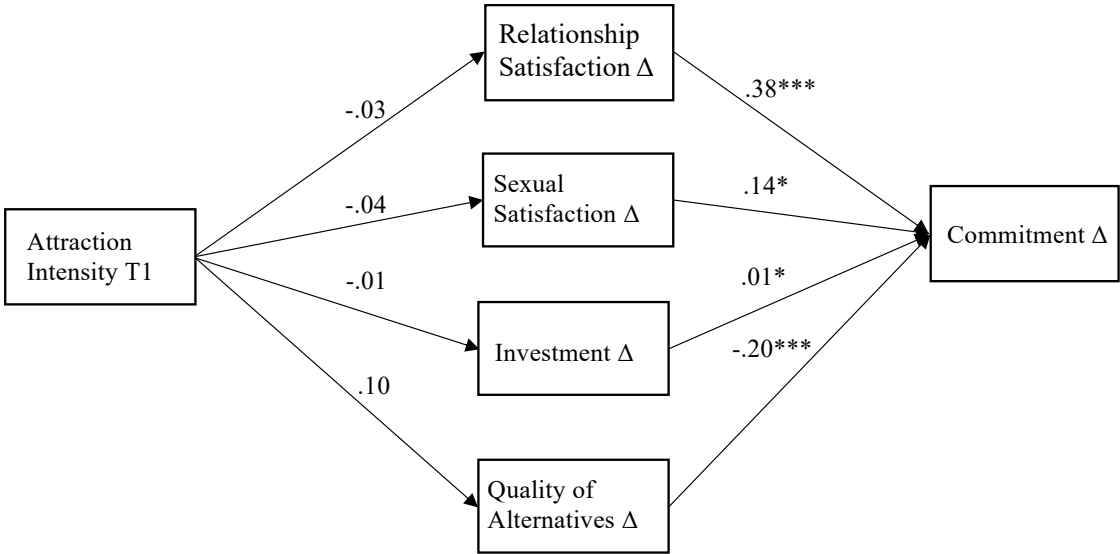 Relationship
Satisfaction Δ
.38***
-.03
Sexual
Satisfaction Δ
.14*
-.04
Attraction
Intensity T1
Commitment Δ
-.01
.01*
Investment Δ
-.20***
.10
Quality of
Alternatives Δ